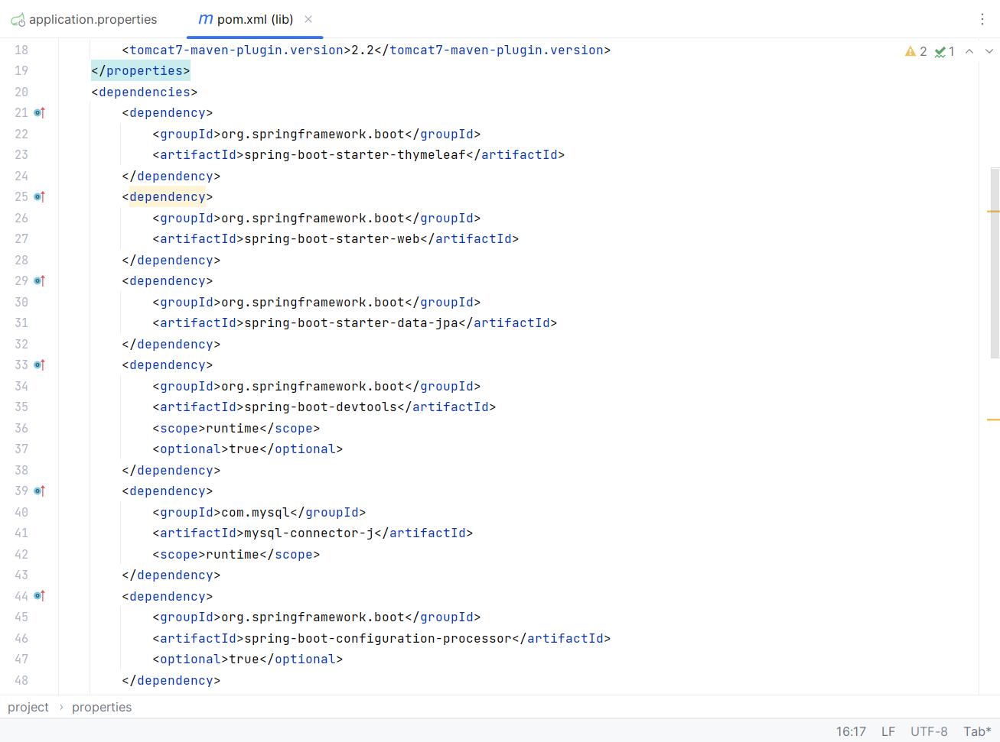 application.properties
m pom.xml (lib)
2 1
18 <tomcat7-maven-plugin.version>2.2</tomcat7-maven-plugin.version>
19 </properties>
20 <dependencies>
21 <dependency>
22 <groupId>org.springframework.boot</groupId>
23 <artifactId>spring-boot-starter-thymeleaf</artifactId>
24 </dependency>
25 <dependency>
26 <groupId>org.springframework.boot</groupId>
27 <artifactId>spring-boot-starter-web</artifactId>
28 </dependency>
29 <dependency>
30 <groupId>org.springframework.boot</groupId>
31 <artifactId>spring-boot-starter-data-jpa</artifactId>
32 </dependency>
33 <dependency>
34 <groupId>org.springframework.boot</groupId>
35 <artifactId>spring-boot-devtools</artifactId>
36 <scope>runtime</scope>
37 <optional>true</optional>
38 </dependency>
39 <dependency>
40 <groupId>com.mysql</groupId>
41 <artifactId>mysql-connector-j</artifactId>
42 <scope>runtime</scope>
43 </dependency>
44 <dependency>
45 <groupId>org.springframework.boot</groupId>
46 <artifactId>spring-boot-configuration-processor</artifactId>
47 <optional>true</optional>
48 </dependency>
project › properties
16:17 LF UTF-8 Tab*